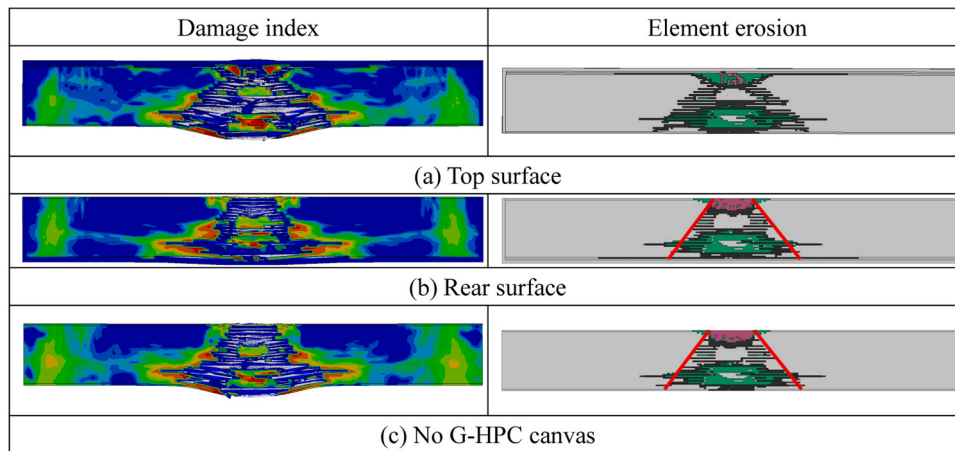 Damage index
Element erosion
(a) Top surface
(b) Rear surface
(c) No G-HPC canvas